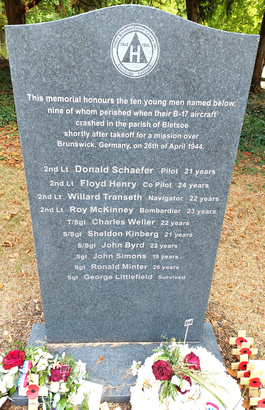 H
This memorial honours the ten young men named below,
nine of whom perished when their B-17 aircraft
crashed in the parish of Bletsoe
shortly after takeoff for a mission over
Brunswick, Germany, on 26th of April 1944.
2nd Lt Donald Schaefer Pilot 21 years
2nd Lt Floyd Henry Co Pilot 24 years
2nd Lt Willard Transeth Navigator 22 years
2nd Lt Roy McKinney Bombardier 23 years
T/Sgt Charles Weller 22 years
S/Sgt Sheldon Kinberg 21 years
S/Sgt John Byrd 22 years
Sgt John Simons 19 years
Sgt Ronald Minter 26 years
Sgt George Littlefield Survived